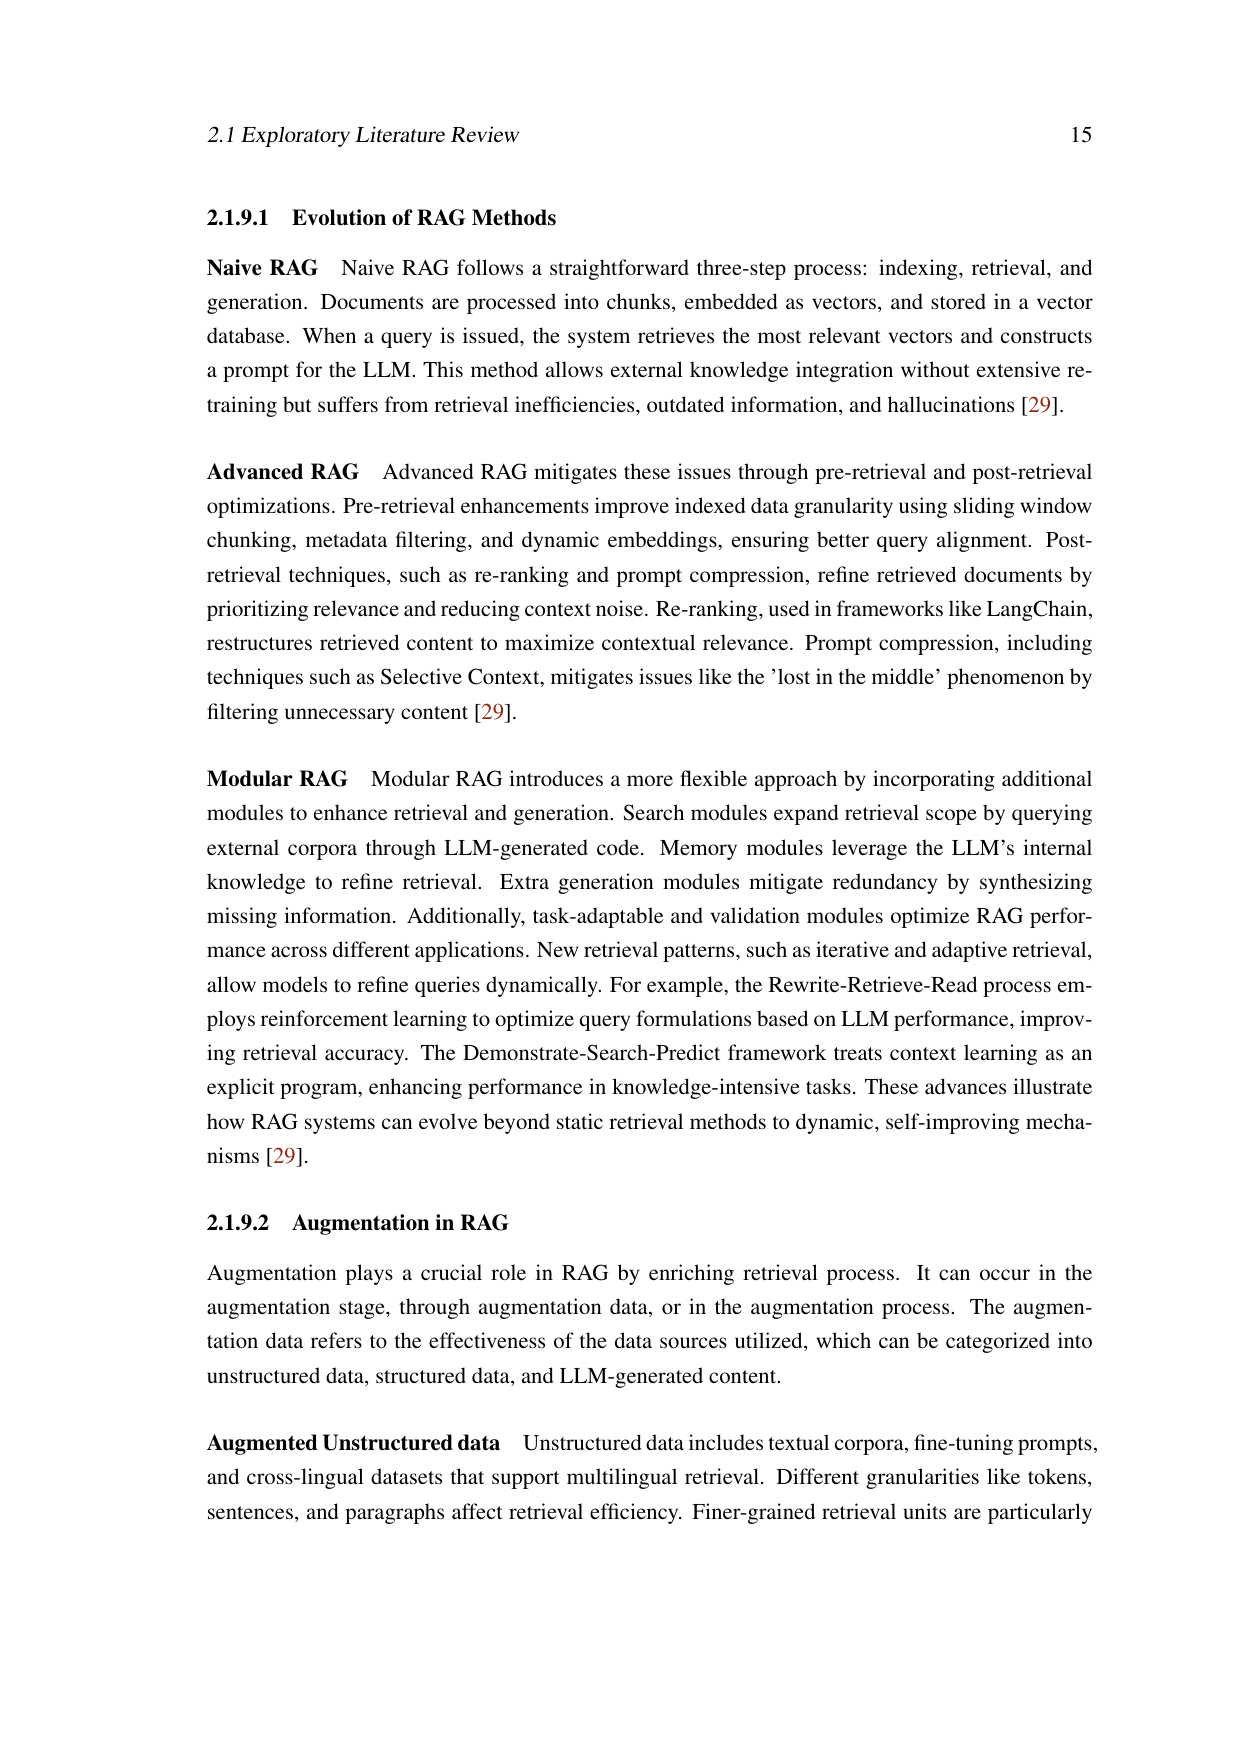 2.1 Exploratory Literature Review 15
2.1.9.1 Evolution of RAG Methods
Naive RAG Naive RAG follows a straightforward three-step process: indexing, retrieval, and
generation. Documents are processed into chunks, embedded as vectors, and stored in a vector
database. When a query is issued, the system retrieves the most relevant vectors and constructs
a prompt for the LLM. This method allows external knowledge integration without extensive re-
training but suffers from retrieval inefficiencies, outdated information, and hallucinations [29].
Advanced RAG Advanced RAG mitigates these issues through pre-retrieval and post-retrieval
optimizations. Pre-retrieval enhancements improve indexed data granularity using sliding window
chunking, metadata filtering, and dynamic embeddings, ensuring better query alignment. Post-
retrieval techniques, such as re-ranking and prompt compression, refine retrieved documents by
prioritizing relevance and reducing context noise. Re-ranking, used in frameworks like LangChain,
restructures retrieved content to maximize contextual relevance. Prompt compression, including
techniques such as Selective Context, mitigates issues like the ’lost in the middle’ phenomenon by
filtering unnecessary content [29].
Modular RAG Modular RAG introduces a more flexible approach by incorporating additional
modules to enhance retrieval and generation. Search modules expand retrieval scope by querying
external corpora through LLM-generated code. Memory modules leverage the LLM’s internal
knowledge to refine retrieval. Extra generation modules mitigate redundancy by synthesizing
missing information. Additionally, task-adaptable and validation modules optimize RAG perfor-
mance across different applications. New retrieval patterns, such as iterative and adaptive retrieval,
allow models to refine queries dynamically. For example, the Rewrite-Retrieve-Read process em-
ploys reinforcement learning to optimize query formulations based on LLM performance, improv-
ing retrieval accuracy. The Demonstrate-Search-Predict framework treats context learning as an
explicit program, enhancing performance in knowledge-intensive tasks. These advances illustrate
how RAG systems can evolve beyond static retrieval methods to dynamic, self-improving mecha-
nisms [29].
2.1.9.2 Augmentation in RAG
Augmentation plays a crucial role in RAG by enriching retrieval process. It can occur in the
augmentation stage, through augmentation data, or in the augmentation process. The augmen-
tation data refers to the effectiveness of the data sources utilized, which can be categorized into
unstructured data, structured data, and LLM-generated content.
Augmented Unstructured data Unstructured data includes textual corpora, fine-tuning prompts,
and cross-lingual datasets that support multilingual retrieval. Different granularities like tokens,
sentences, and paragraphs affect retrieval efficiency. Finer-grained retrieval units are particularly